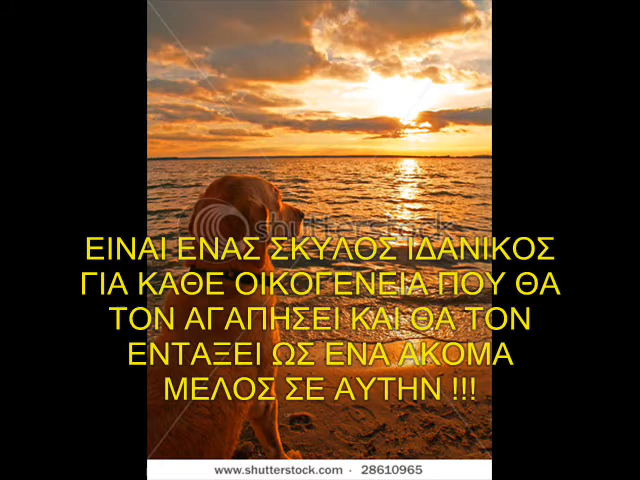 shutterstock
ΕΙΝΑΙ ΕΝΑΣ ΣΚΥΛΟΣ ΙΔΑΝΙΚΟΣ
ΓΙΑ ΚΑΘΕ ΟΙΚΟΓΕΝΕΙΑ ΠΟΥ ΘΑ
ΤΟΝ ΑΓΑΠΗΣΕΙ ΚΑΙ ΘΑ ΤΟΝ
ΕΝΤΑΞΕΙ ΩΣ ΕΝΑ ΑΚΟΜΑ
ΜΕΛΟΣ ΣΕ ΑΥΤΗΝ !!!
www.shutterstock.com · 28610965